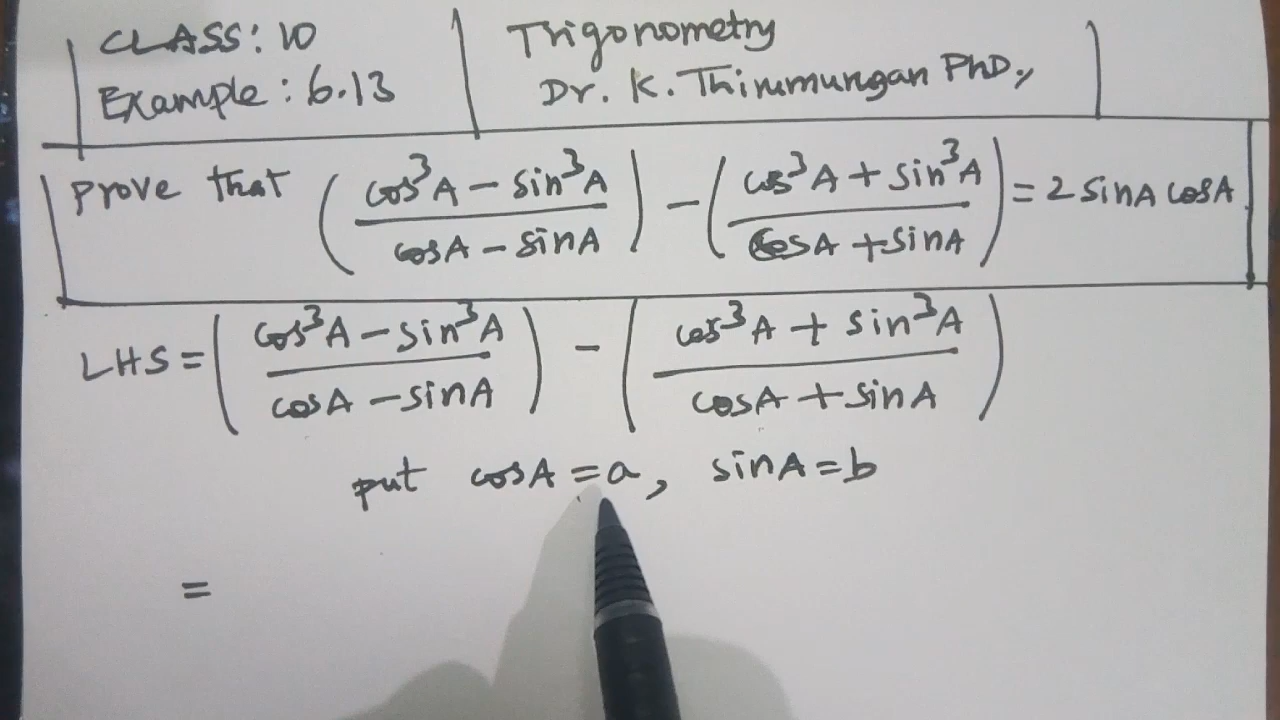 CLASS: 10
Example: 6.13
Trigonometry
Dr. K. Thirumurugan PhD.,
Prove that ((cos³A − sin³A)/(cosA − sinA)) − ((cos³A + sin³A)/(cosA + sinA)) = 2 sinA cosA
LHS = ((cos³A − sin³A)/(cosA − sinA)) − ((cos³A + sin³A)/(cosA + sinA))
put cosA = a, sinA = b
=